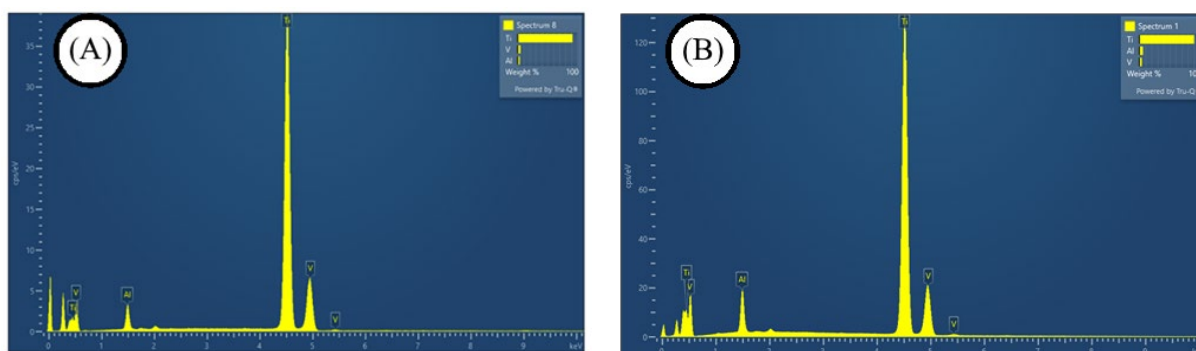 (A)
Spectrum 8
Ti
V
Al
Weight % 100
Powered by Tru-Q®
cps/eV
35
30
25
20
15
10
5
0
Ti
V
Ti
Al
V
V
0 2 4 5 6 7 8 9 keV
(B)
Spectrum 1
Ti
Al
V
Weight % 10
Powered by Tru-Q
cps/eV
120
100
80
60
40
20
0
Ti
Ti
V
Al
V
V